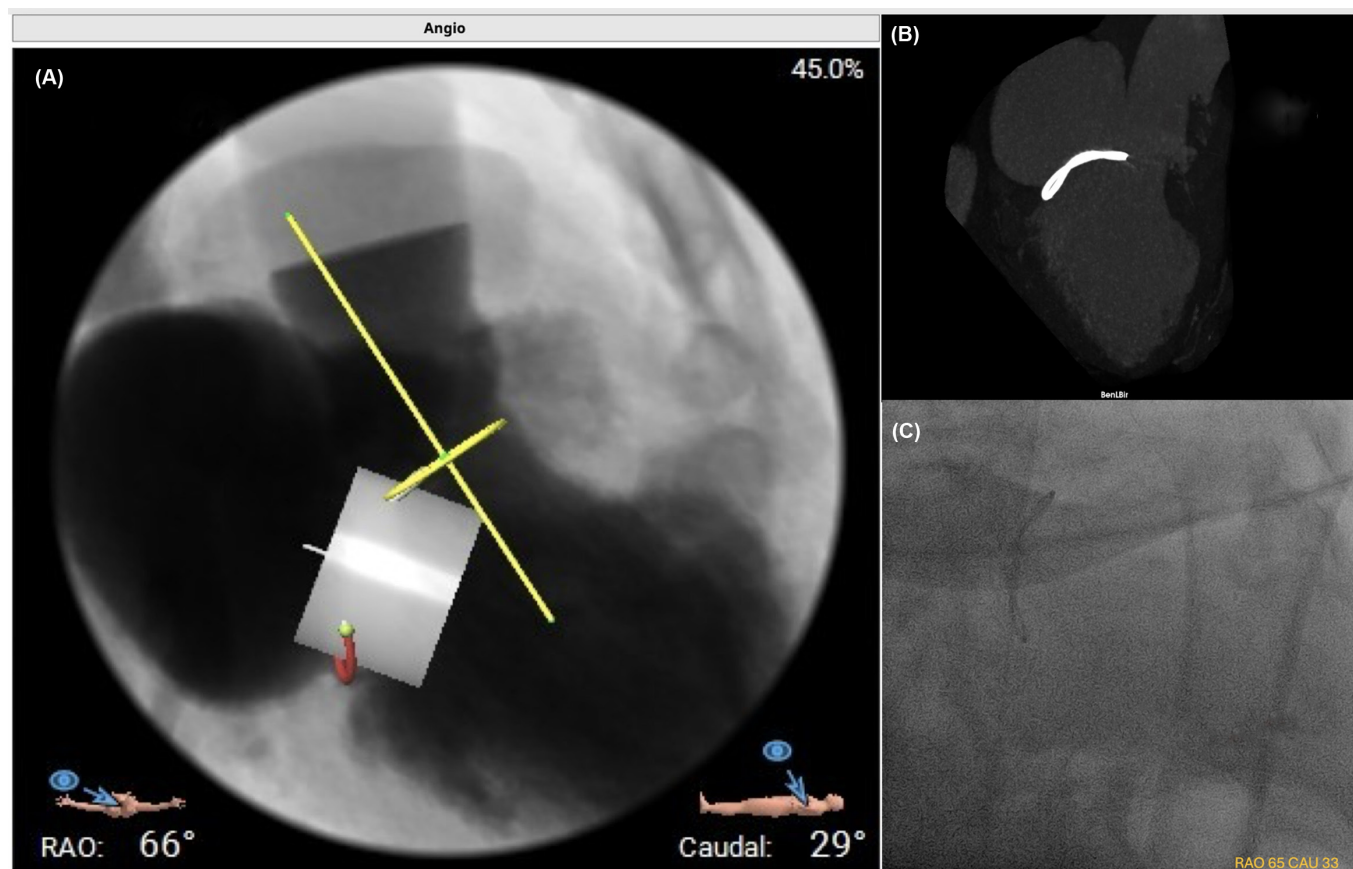 Angio
(A)
45.0%
RAO: 66°
Caudal: 29°
(B)
BenLBir
(C)
RAO 65 CAU 33